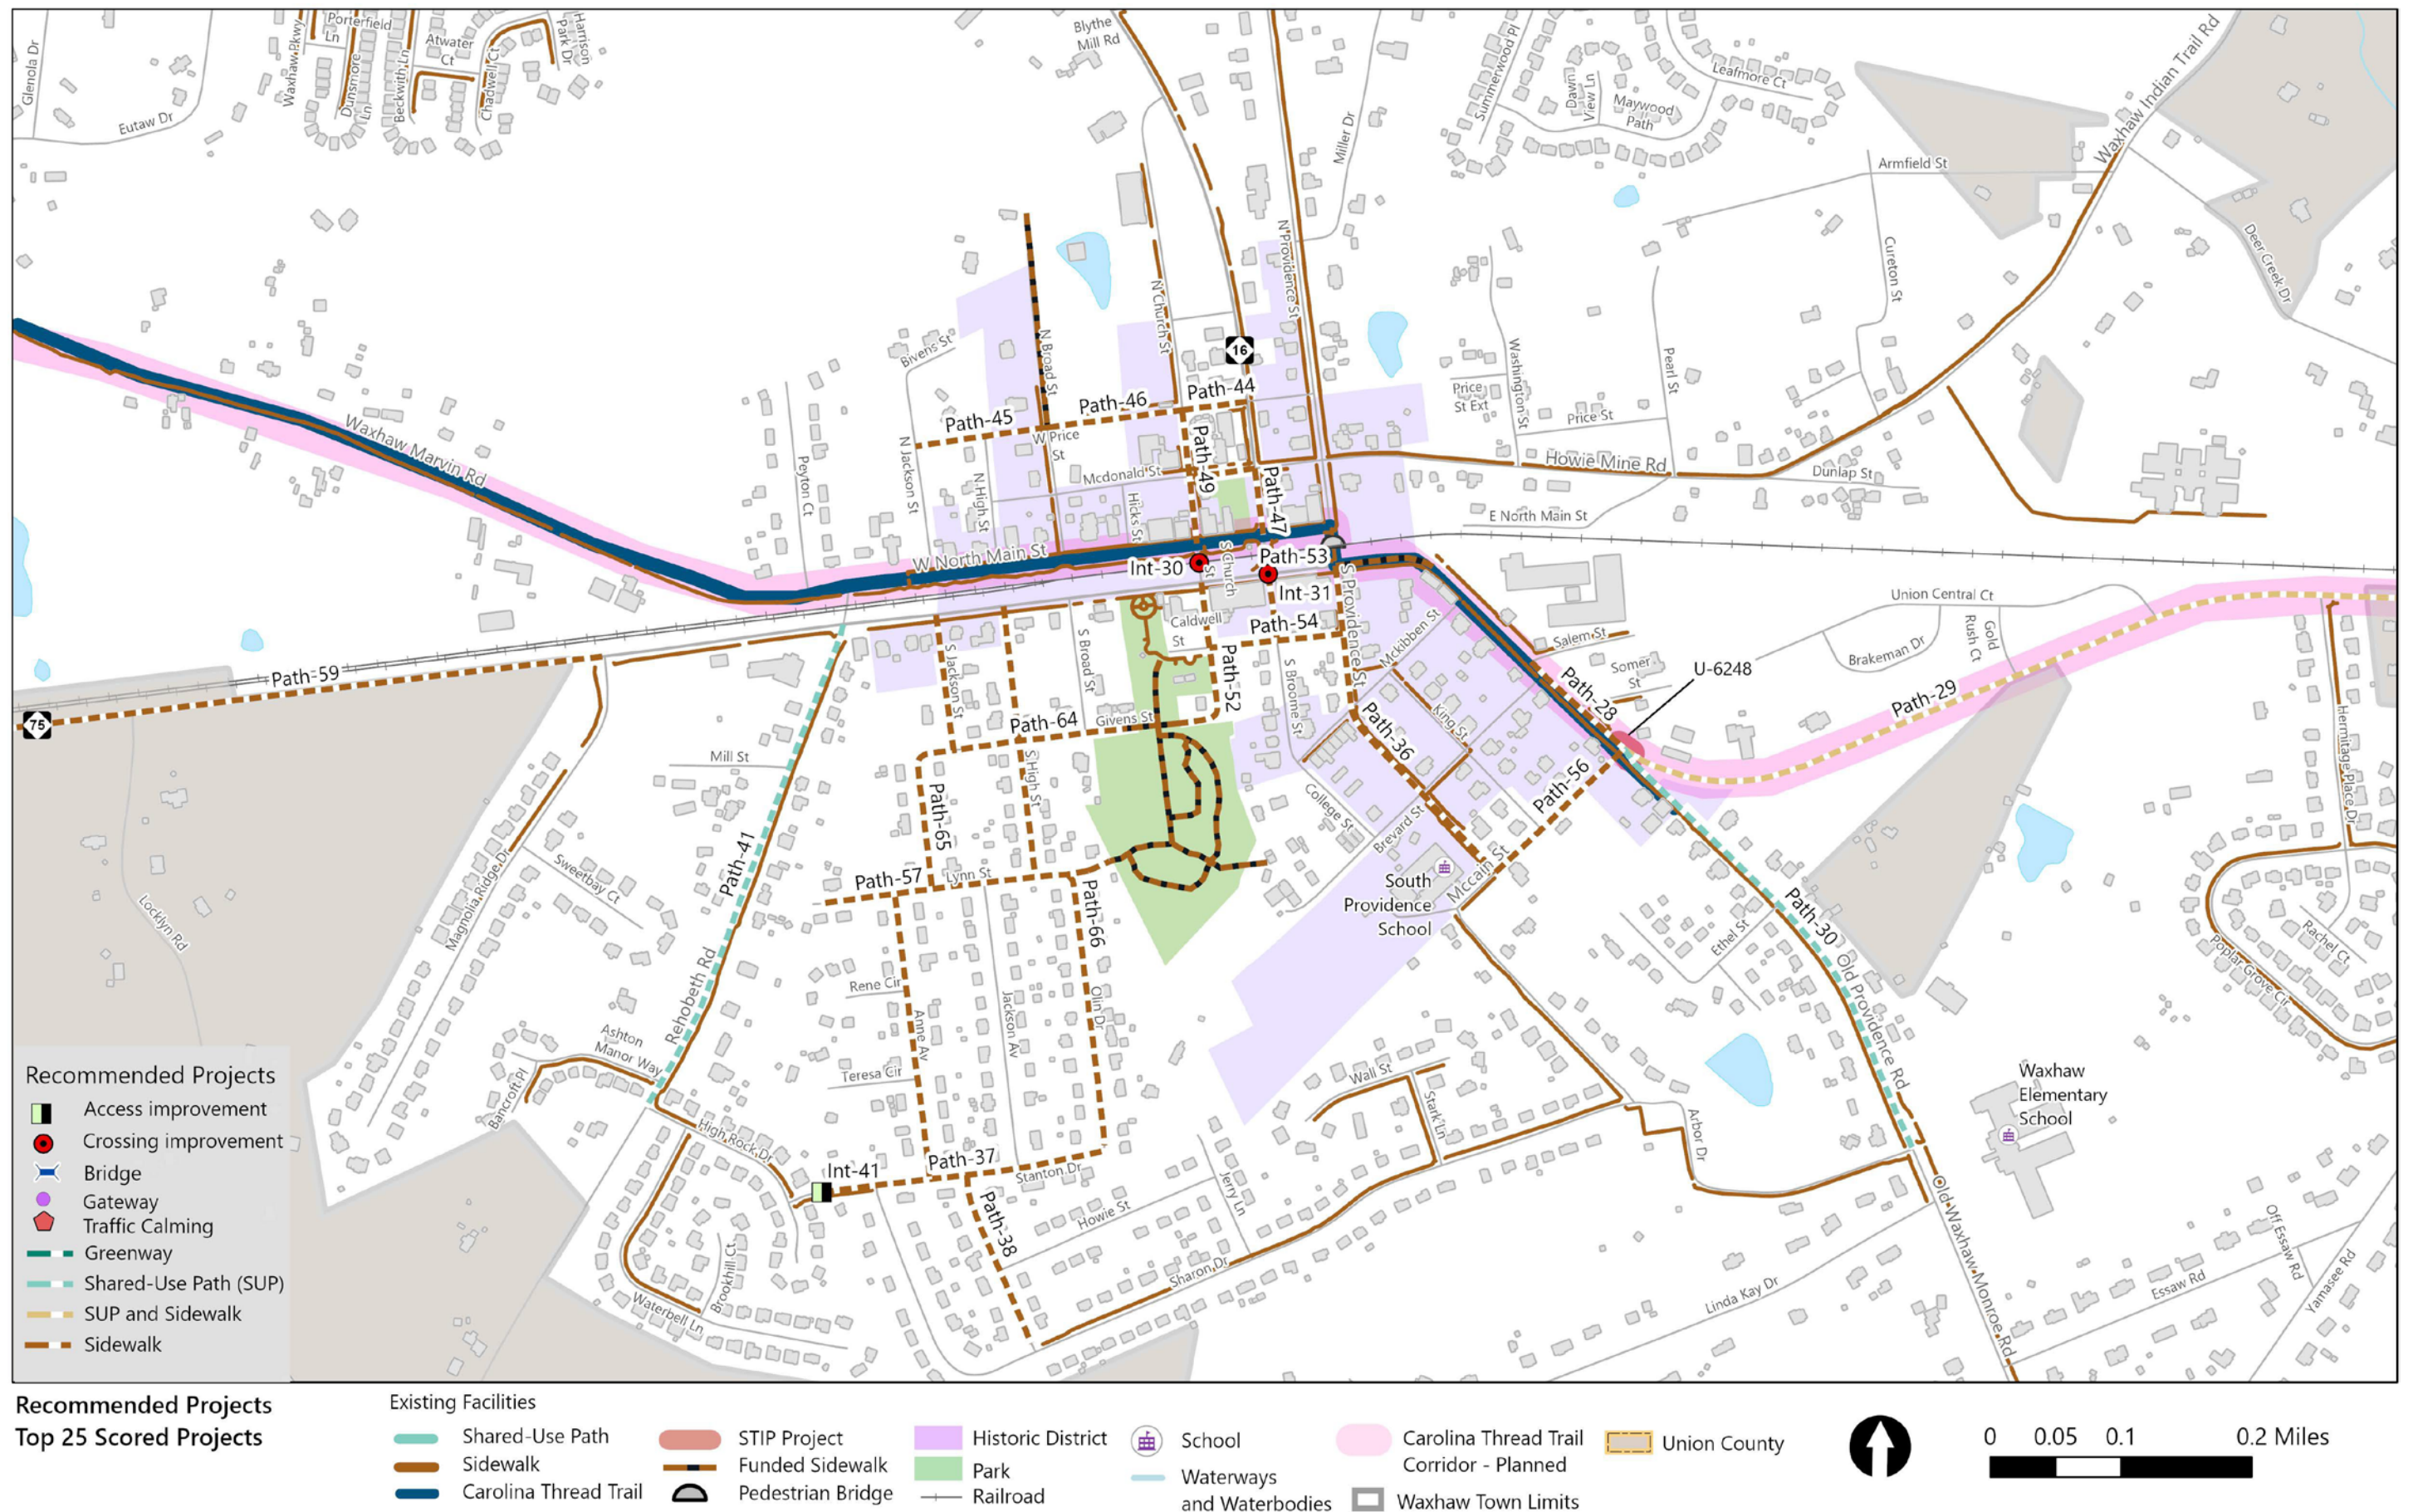 Glenola Dr
Eutaw Dr
Waxhaw Pkwy
Porterfield
Ln
Dunsmore
Ln
Beckwith Ln
Atwater
Ct
Chadwell Ct
Harrison
Park Dr
Blythe
Mill Rd
Miller Dr
Summerwood Pl
Dawn
View Ln
Maywood
Path
Leafmore Ct
Waxhaw Indian Trail Rd
Armfield St
Cureton St
Deer Creek Dr
N Providence St
N Church St
16
N Broad St
Bivens St
Path-44
Path-46
Path-45
W Price
St
Path-49
Path-47
Mcdonald St
Hicks St
N High St
N Jackson St
Peyton Ct
Waxhaw Marvin Rd
Washington St
Pearl St
Price
St Ext
Price St
Howie Mine Rd
Dunlap St
E North Main St
W North Main St
Int-30
S Church
St
Path-53
Int-31
Caldwell
St
Path-54
S Providence St
Mckibben St
Salem St
Somer
St
U-6248
Union Central Ct
Brakeman Dr
Gold
Rush Ct
Path-29
Path-28
Hermitage Place Dr
Path-59
75
S Jackson St
S Broad St
Path-52
S Broome St
King St
Path-36
Path-64
Givens St
S High St
Mill St
Path-65
Path-41
Path-56
College St
Brevard St
Mccain St
South
Providence
School
Path-57
Lynn St
Path-66
Magnolia Ridge Dr
Sweetbay Ct
Locklyn Rd
Rehobeth Rd
Ethel St
Path-30
Old Providence Rd
Rachel Ct
Poplar Grove Cir
Rene Cir
Anne Av
Jackson Av
Olin Dr
Teresa Cir
Ashton
Manor Way
Bancroft Pl
High Rock Dr
Int-41
Path-37
Stanton Dr
Path-38
Howie St
Jerry Ln
Wall St
Stark Ln
Arbor Dr
Sharon Dr
Waxhaw
Elementary
School
Old Waxhaw-Monroe Rd
Linda Kay Dr
Essaw Rd
Off Essaw Rd
Yamasee Rd
Waterbell Ln
Brookhill Ct
Recommended Projects
Access improvement
Crossing improvement
Bridge
Gateway
Traffic Calming
Greenway
Shared-Use Path (SUP)
SUP and Sidewalk
Sidewalk
Recommended Projects
Top 25 Scored Projects
Existing Facilities
Shared-Use Path
Sidewalk
Carolina Thread Trail
STIP Project
Funded Sidewalk
Pedestrian Bridge
Historic District
Park
Railroad
School
Waterways
and Waterbodies
Carolina Thread Trail
Corridor - Planned
Waxhaw Town Limits
Union County
0 0.05 0.1 0.2 Miles